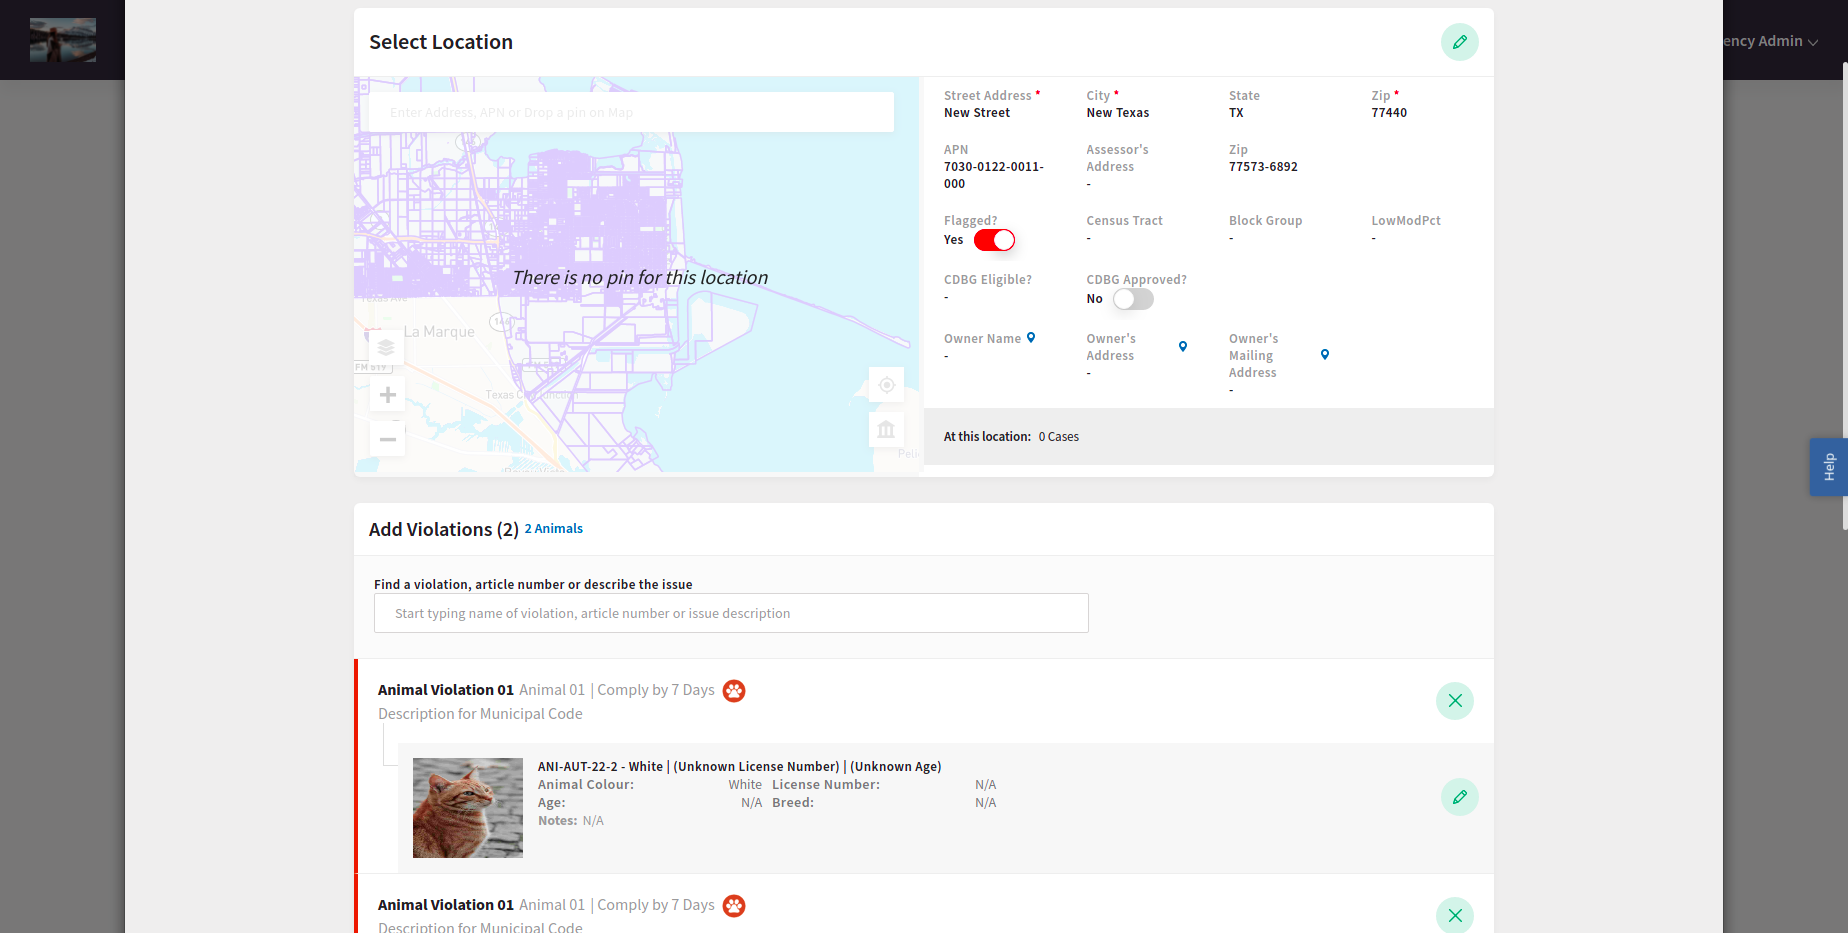 Select Location
ency Admin
Enter Address, APN or Drop a pin on Map
There is no pin for this location
La Marque
FM 519
Texas City Junction
Street Address *
New Street
City *
New Texas
State
TX
Zip *
77440
APN
7030-0122-0011-
000
Assessor's
Address
-
Zip
77573-6892
Flagged?
Yes
Census Tract
-
Block Group
-
LowModPct
-
CDBG Eligible?
-
CDBG Approved?
No
Owner Name
-
Owner's
Address
-
Owner's
Mailing
Address
-
At this location: 0 Cases
Help
Add Violations (2) 2 Animals
Find a violation, article number or describe the issue
Start typing name of violation, article number or issue description
Animal Violation 01 Animal 01 | Comply by 7 Days
Description for Municipal Code
ANI-AUT-22-2 - White | (Unknown License Number) | (Unknown Age)
Animal Colour: White License Number: N/A
Age: N/A Breed: N/A
Notes: N/A
Animal Violation 01 Animal 01 | Comply by 7 Days
Description for Municipal Code